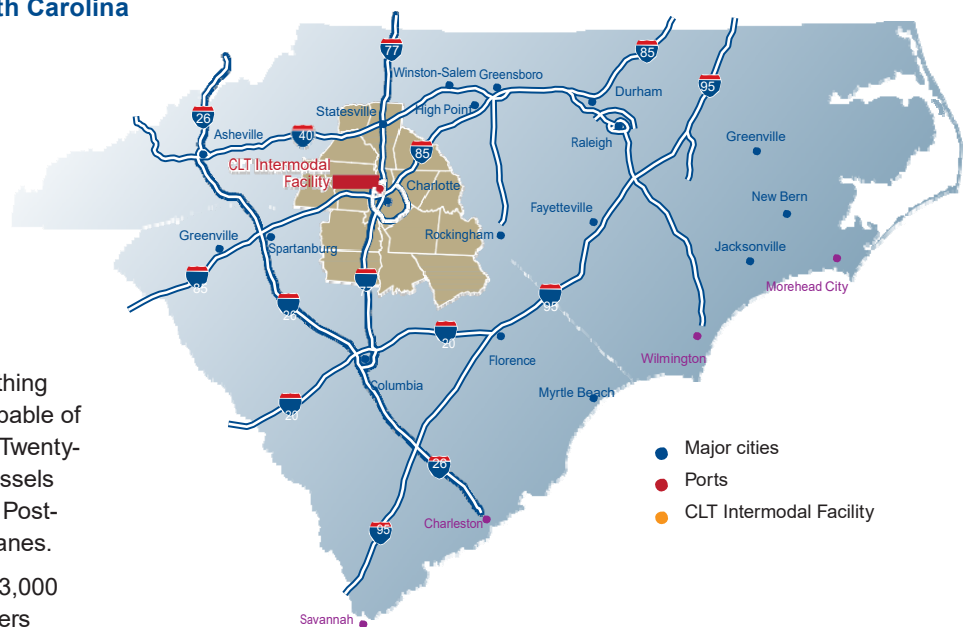 th Carolina
77
85
Winston-Salem
Greensboro
95
Durham
Statesville
High Point
26
40
Asheville
Raleigh
Greenville
85
CLT Intermodal
Facility
Charlotte
New Bern
Fayetteville
Greenville
Spartanburg
Rockingham
Jacksonville
85
77
Morehead City
26
95
20
Wilmington
Florence
Columbia
Myrtle Beach
20
thing
pable of
Twenty-
ssels
Post-
anes.
3,000
ers
26
Charleston
95
Savannah
Major cities
Ports
CLT Intermodal Facility